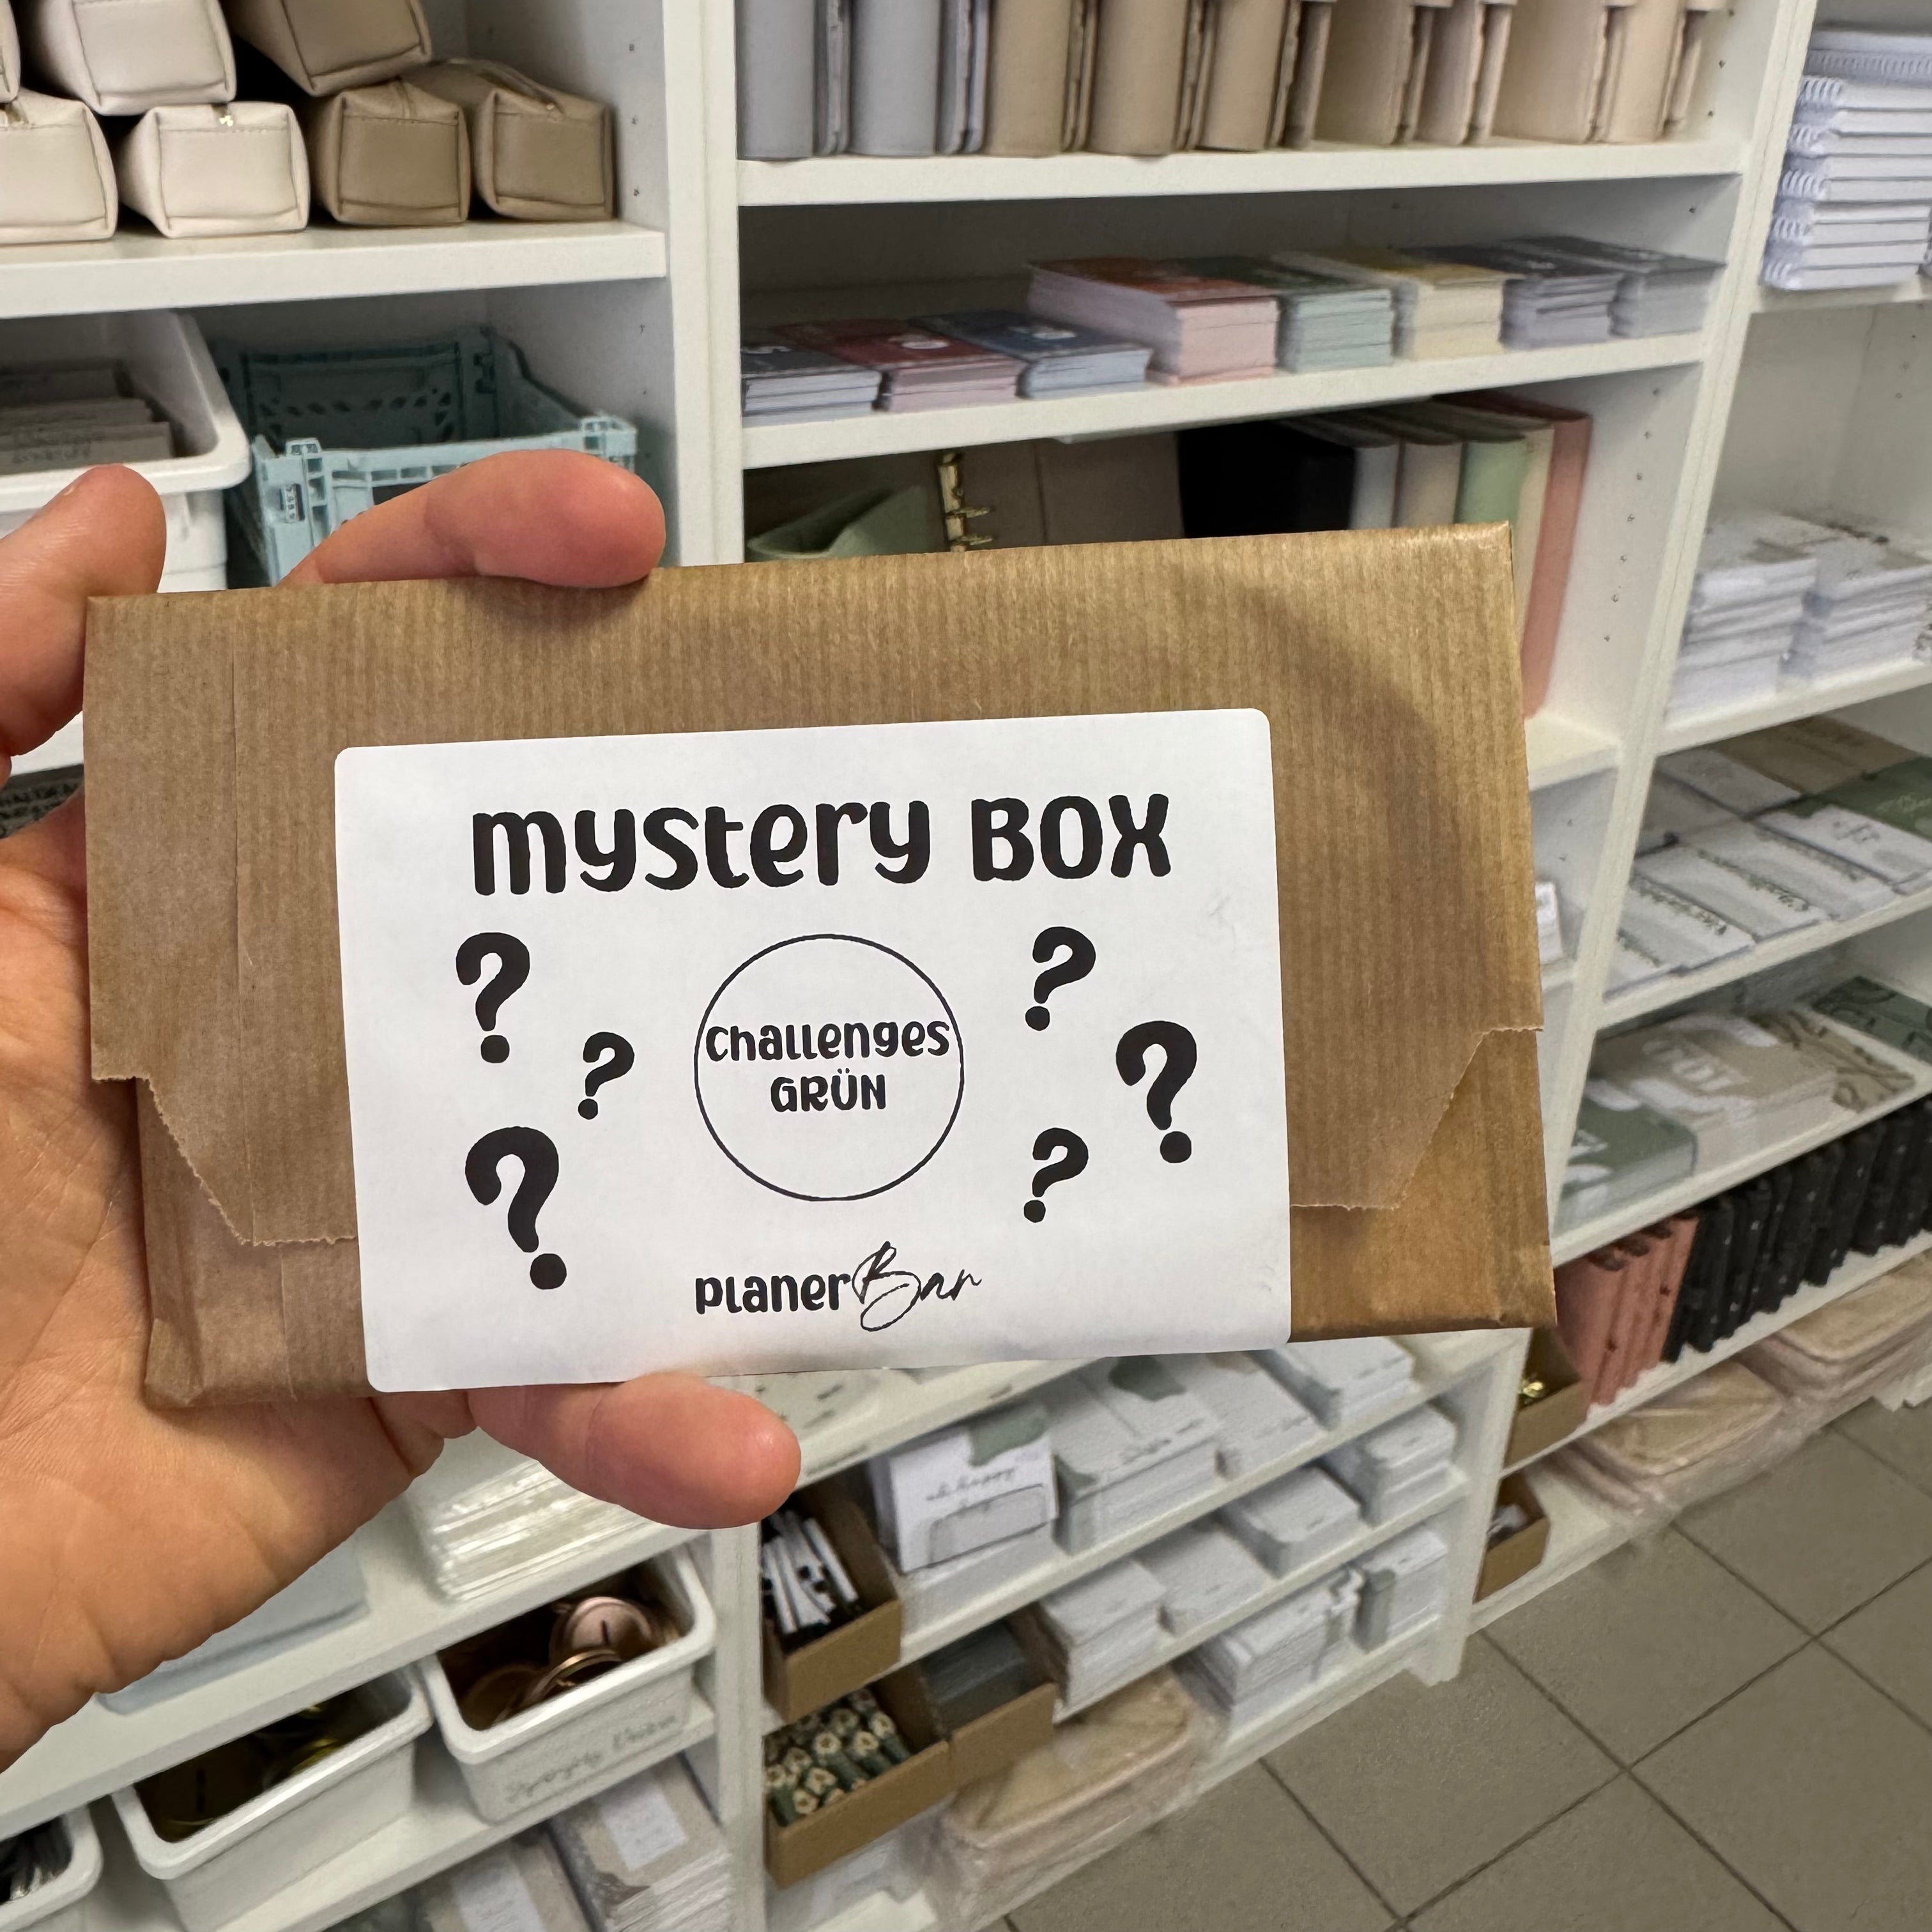 mystery BOX
? ?
? ?
? ?
Challenges
GRÜN
planerBar